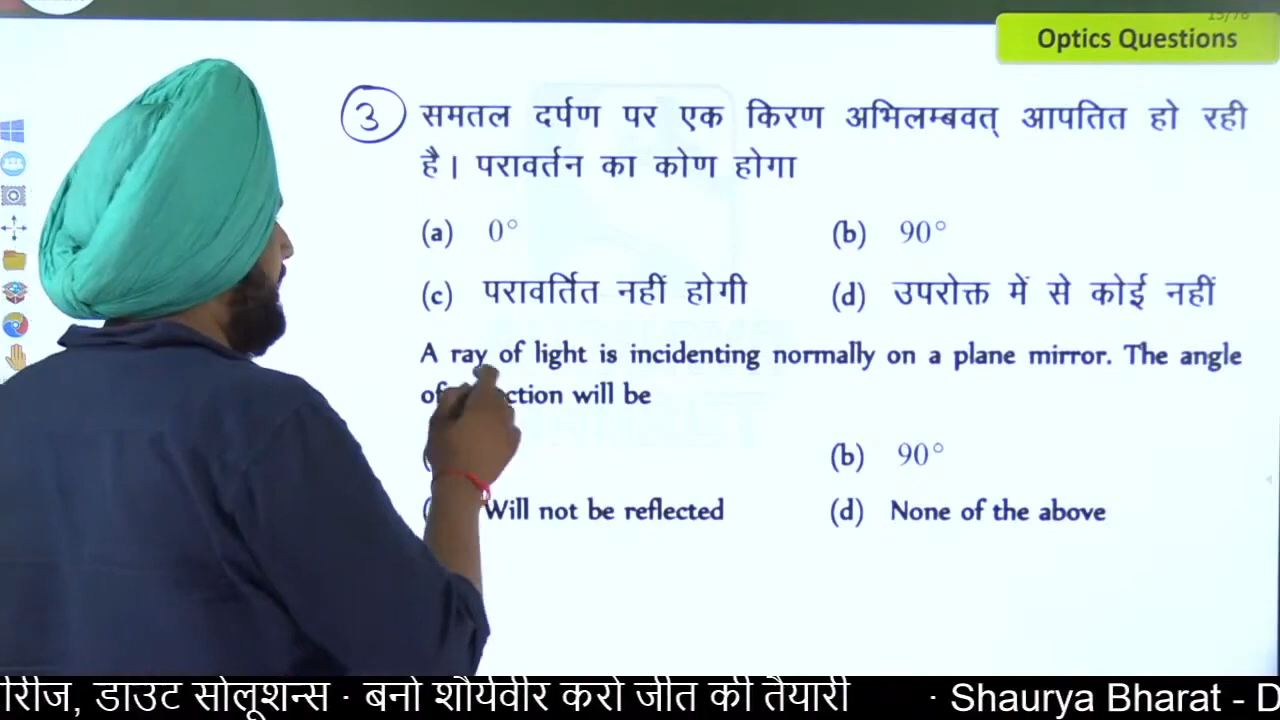 15/76
Optics Questions
3 समतल दर्पण पर एक किरण अभिलम्बवत् आपतित हो रही
है। परावर्तन का कोण होगा
(a) 0° (b) 90°
(c) परावर्तित नहीं होगी (d) उपरोक्त में से कोई नहीं
A ray of light is incidenting normally on a plane mirror. The angle
will be
(b) 90°
Will not be reflected (d) None of the above
डाउट सोलूशन्स · बनो शौर्यवीर करो जीत की तैयारी · Shaurya Bharat - D